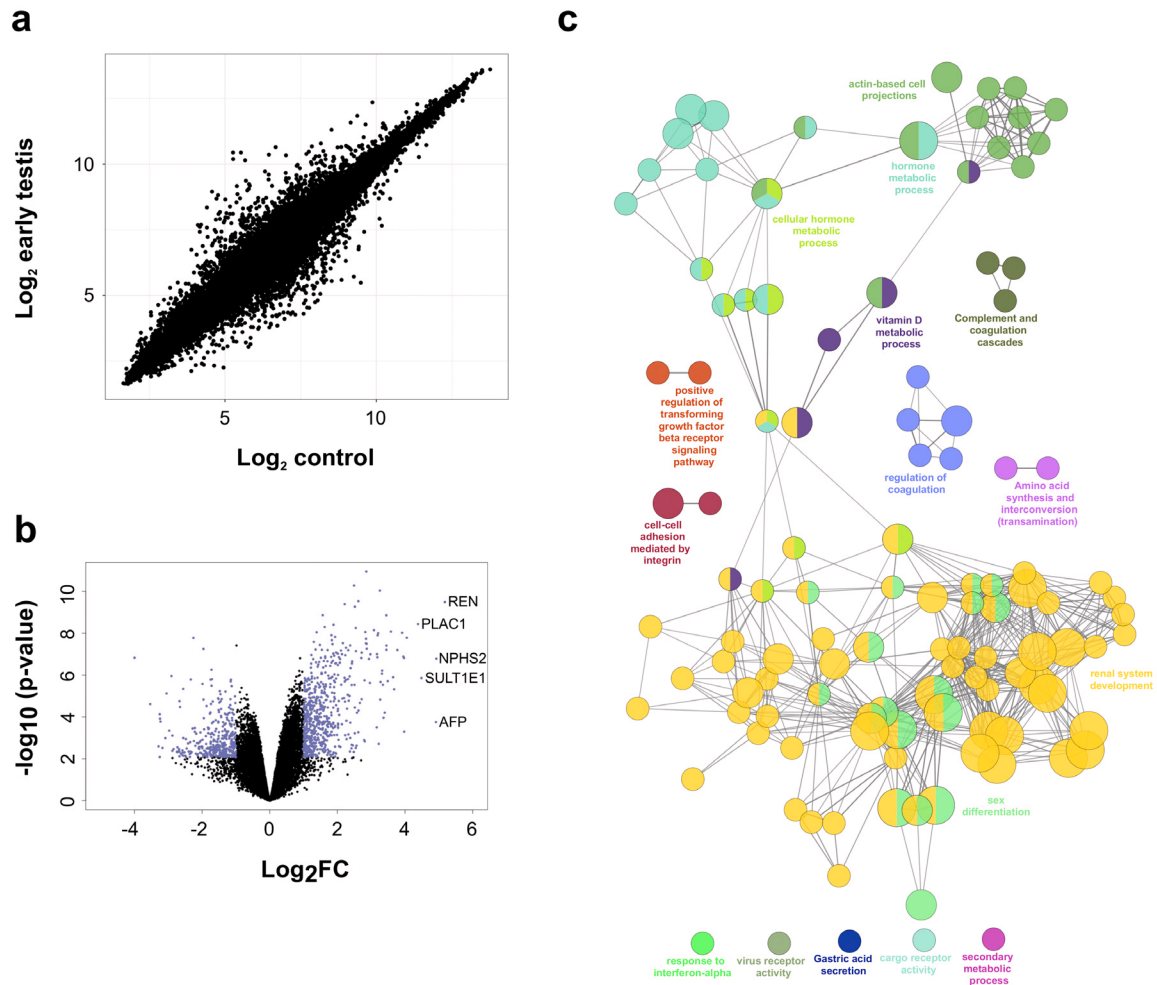 a
Log2 early testis
10
5
5
10
Log2 control
b
-log10 (p-value)
10
8
6
4
2
0
REN
PLAC1
NPHS2
SULT1E1
AFP
-4
-2
0
2
4
6
Log2FC
c
actin-based cell
projections
hormone
metabolic
process
cellular hormone
metabolic
process
vitamin D
metabolic
process
Complement and
coagulation
cascades
positive
regulation of
transforming
growth factor
beta receptor
signaling
pathway
regulation of
coagulation
Amino acid
synthesis and
interconversion
(transamination)
cell-cell
adhesion
mediated by
integrin
renal system
development
sex
differentiation
response to
interferon-alpha
virus receptor
activity
Gastric acid
secretion
cargo receptor
activity
secondary
metabolic
process